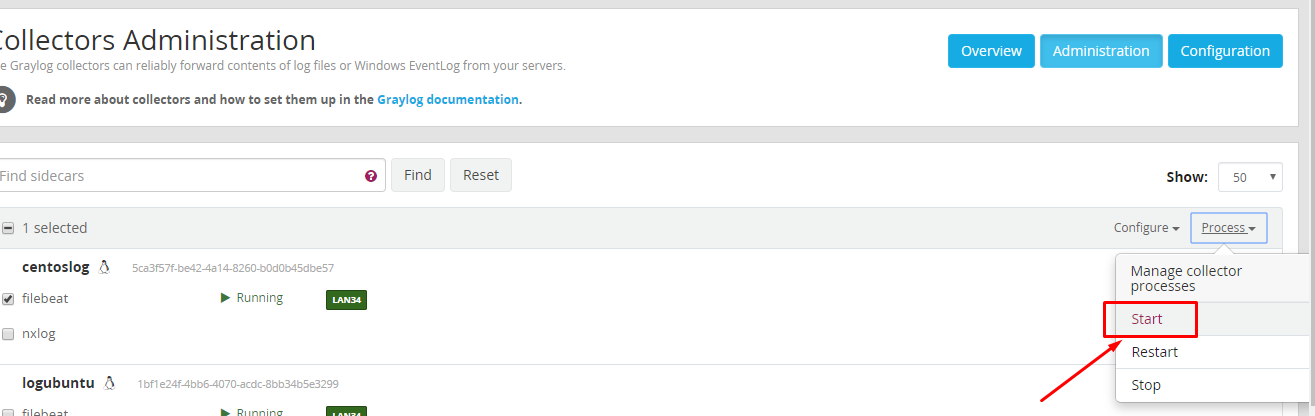 Collectors Administration
Overview
Administration
Configuration
e Graylog collectors can reliably forward contents of log files or Windows EventLog from your servers.
Read more about collectors and how to set them up in the Graylog documentation.
Find sidecars
Find
Reset
Show:
50
1 selected
Configure
Process
centoslog
5ca3f57f-be42-4a14-8260-b0d0b45dbe57
Manage collector
processes
filebeat
Running
LAN34
Start
nxlog
Restart
logubuntu
1bf1e24f-4bb6-4070-acdc-8bb34b5e3299
Stop
filebeat
Running
LAN34